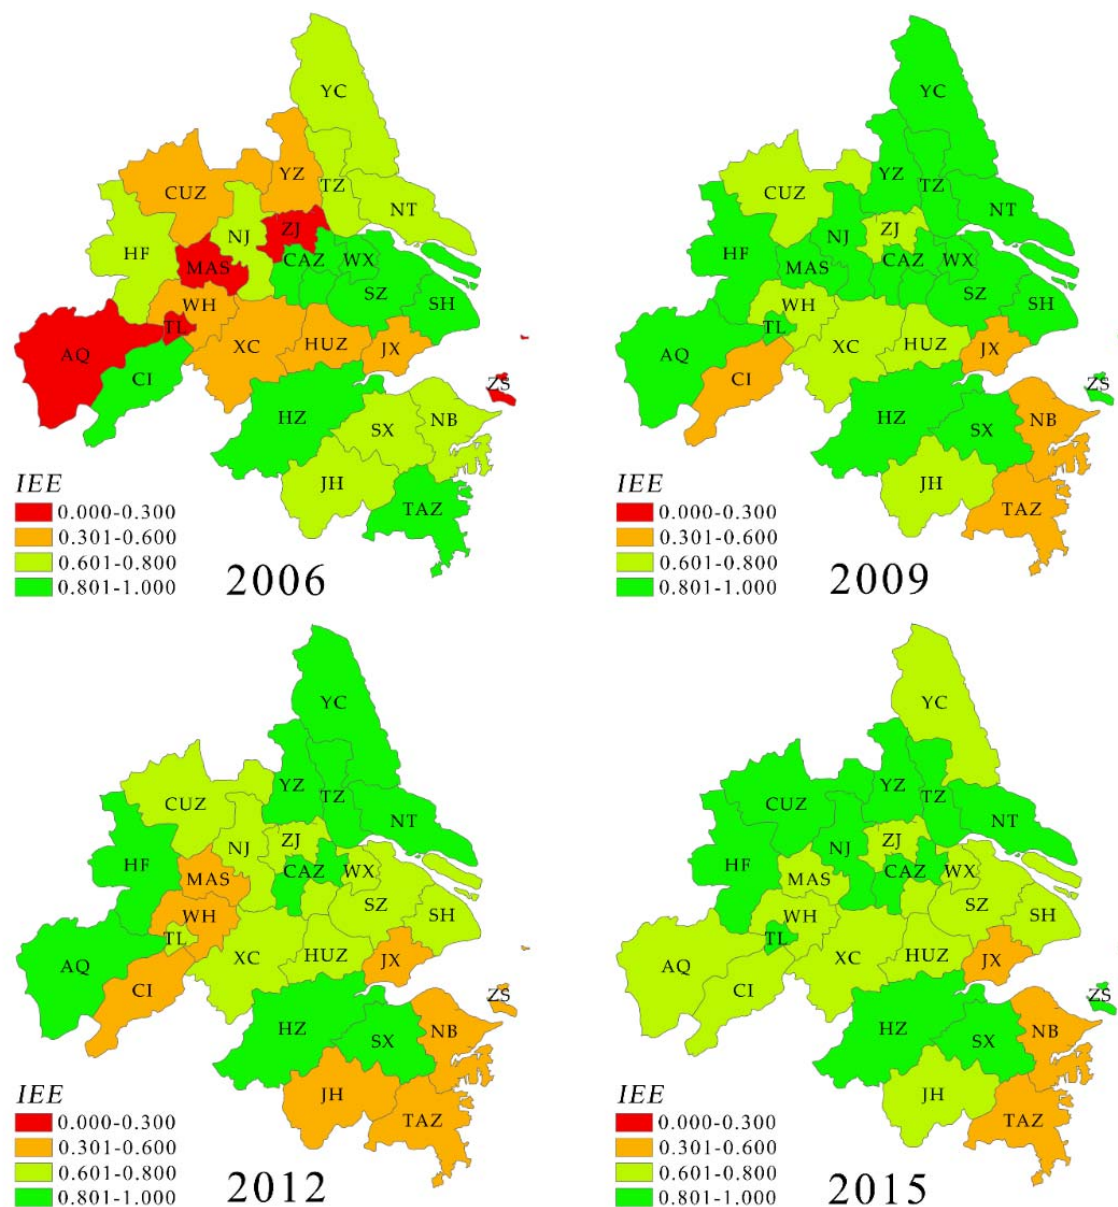 YC
YZ
CUZ
TZ
NT
ZJ
NJ
HF
CAZ
WX
MAS
SZ
WH
SH
TL
XC
HUZ
JX
AQ
CI
ZS
HZ
NB
SX
JH
TAZ
IEE
0.000-0.300
0.301-0.600
0.601-0.800
0.801-1.000
2006
YC
YZ
CUZ
TZ
NT
ZJ
NJ
HF
CAZ
WX
MAS
SZ
WH
SH
TL
XC
HUZ
JX
AQ
CI
ZS
HZ
NB
SX
JH
TAZ
IEE
0.000-0.300
0.301-0.600
0.601-0.800
0.801-1.000
2009
YC
YZ
CUZ
TZ
NT
ZJ
NJ
HF
CAZ
WX
MAS
SZ
WH
SH
TL
XC
HUZ
JX
AQ
CI
ZS
HZ
NB
SX
JH
TAZ
IEE
0.000-0.300
0.301-0.600
0.601-0.800
0.801-1.000
2012
YC
YZ
CUZ
TZ
NT
ZJ
NJ
HF
CAZ
WX
MAS
SZ
WH
SH
TL
XC
HUZ
JX
AQ
CI
ZS
HZ
NB
SX
JH
TAZ
IEE
0.000-0.300
0.301-0.600
0.601-0.800
0.801-1.000
2015